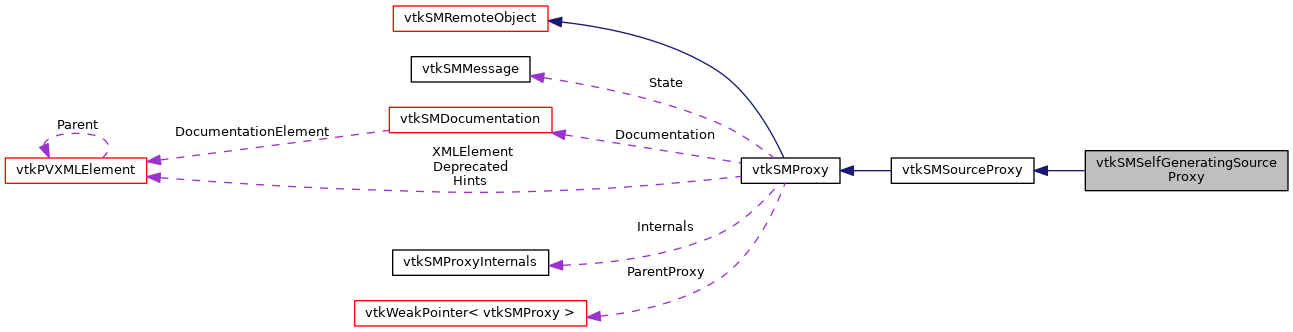 vtkSMRemoteObject
vtkSMMessage
State
vtkSMDocumentation
Parent
DocumentationElement
Documentation
XMLElement
Deprecated
Hints
vtkPVXMLElement
vtkSMProxy
vtkSMSourceProxy
vtkSMSelfGeneratingSource
Proxy
Internals
vtkSMProxyInternals
ParentProxy
vtkWeakPointer< vtkSMProxy >